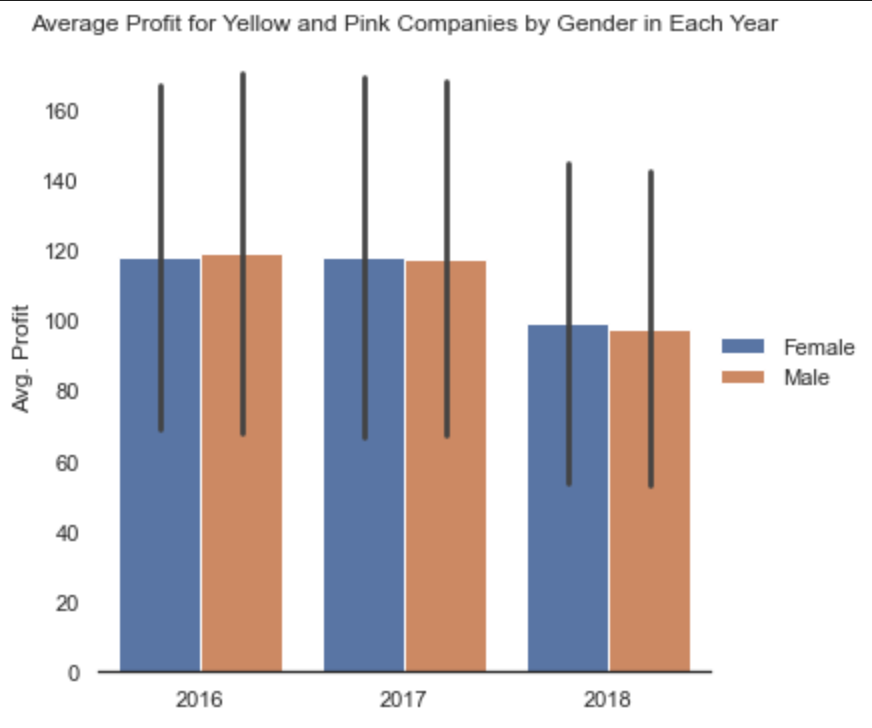 Average Profit for Yellow and Pink Companies by Gender in Each Year
160
140
120
100
80
60
40
20
0
Avg. Profit
2016 2017 2018
Female
Male